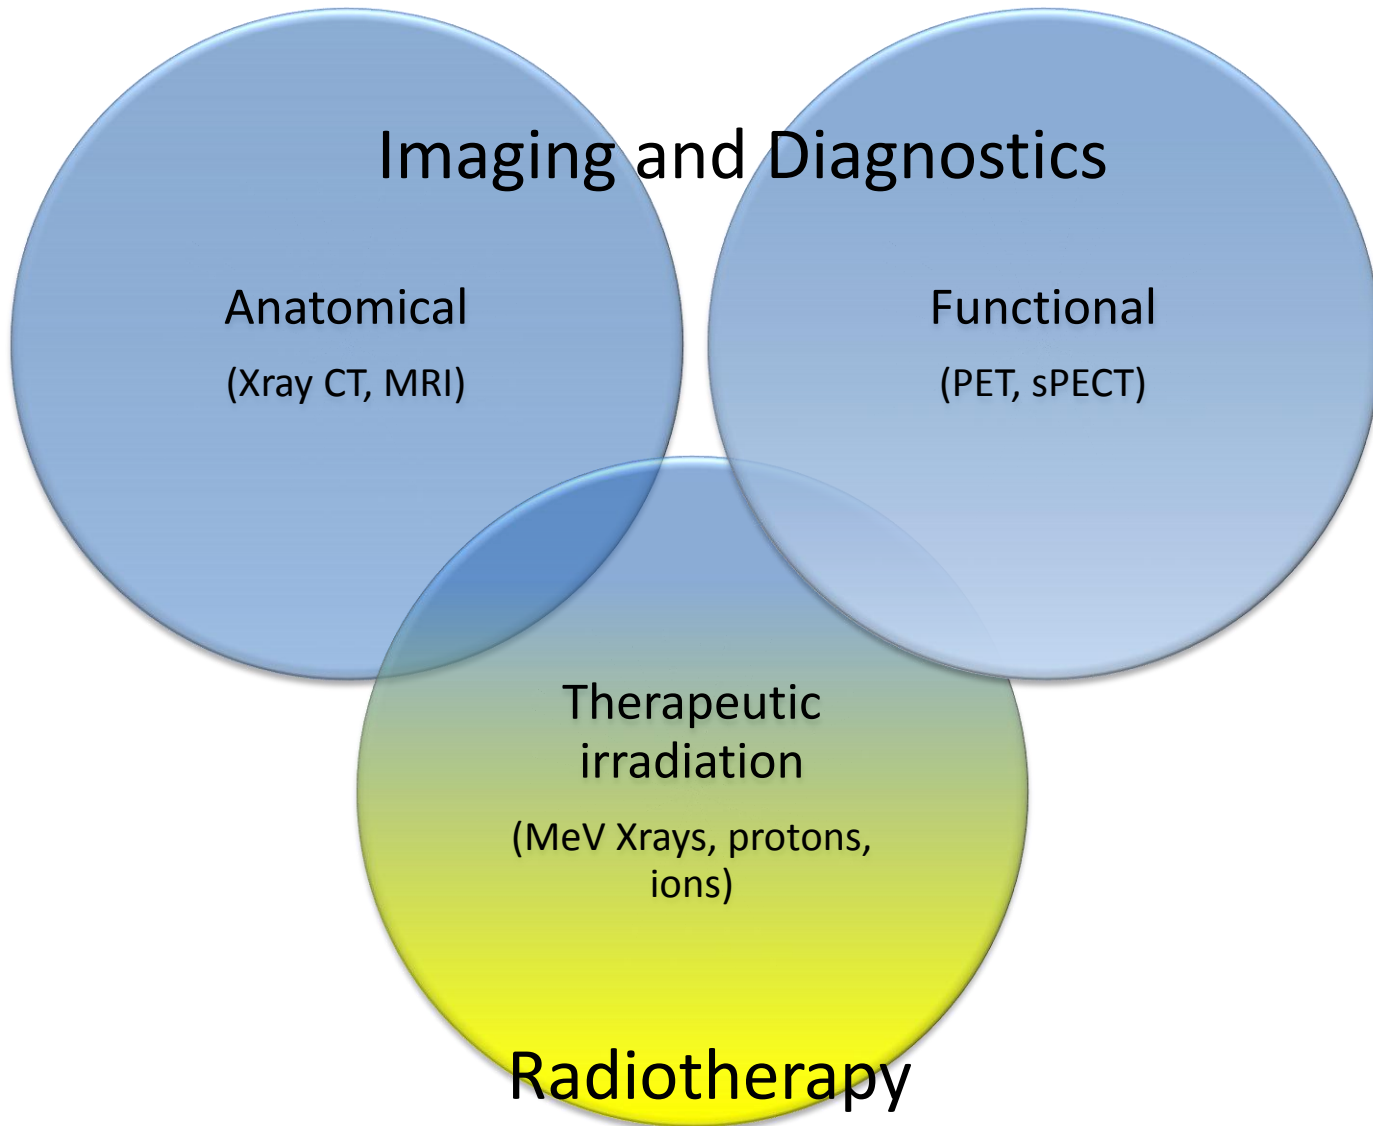 Imaging and Diagnostics
Anatomical
(Xray CT, MRI)
Functional
(PET, sPECT)
Therapeutic
irradiation
(MeV Xrays, protons,
ions)
Radiotherapy